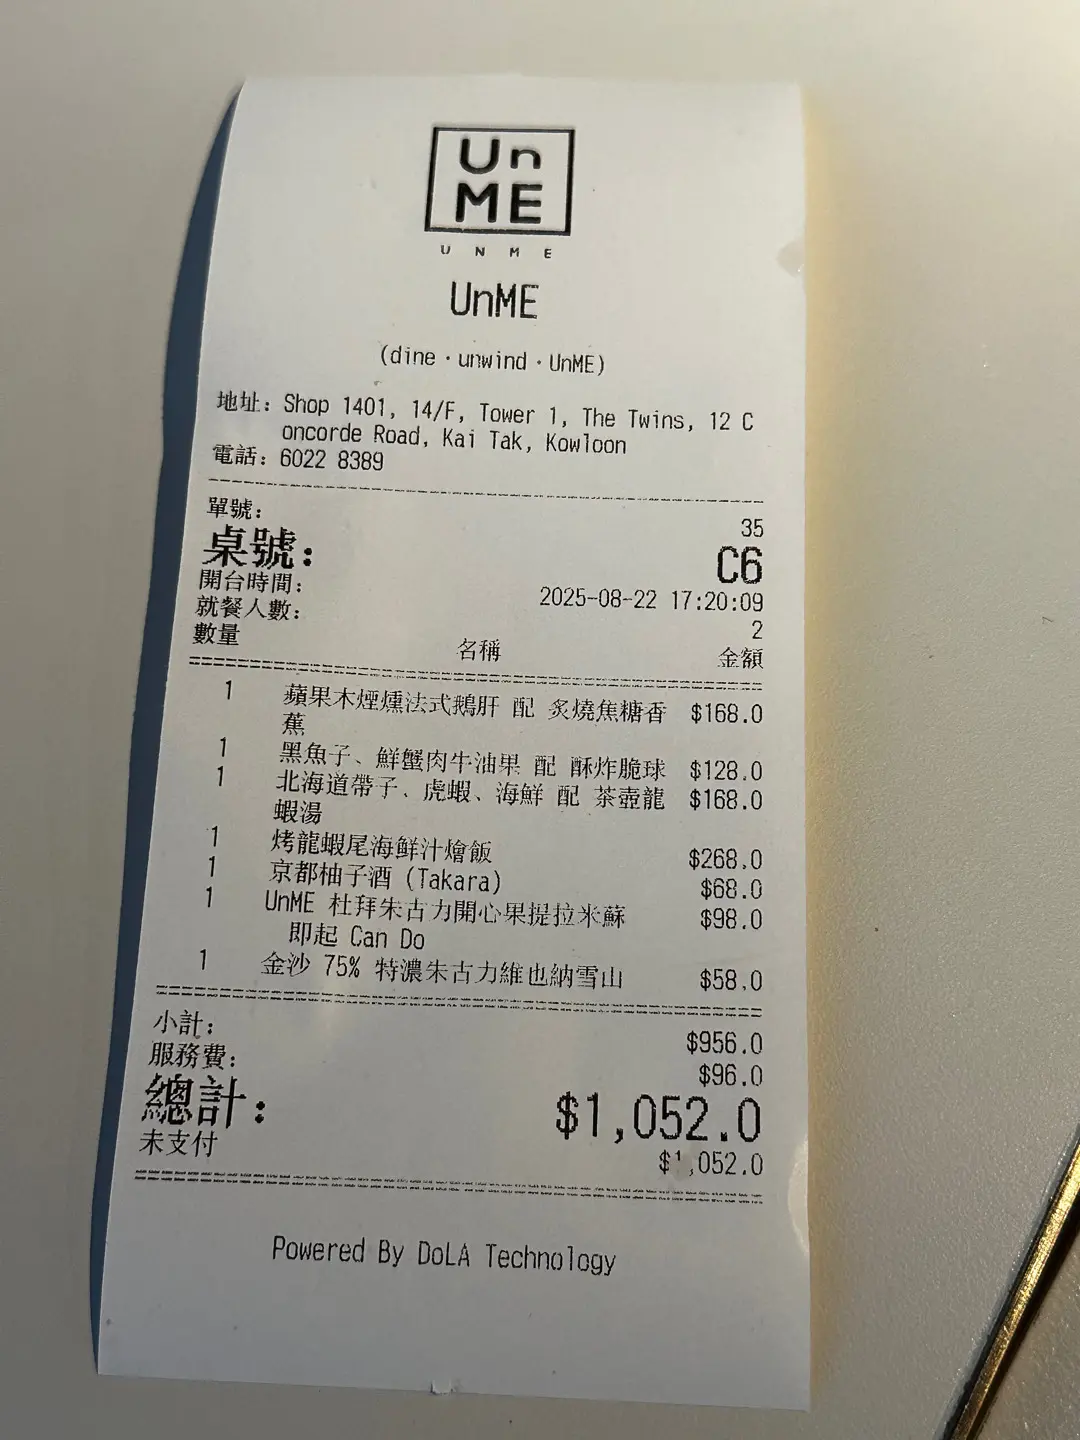 Un
ME
UNME
UnME
(dine·unwind·UnME)
地址: Shop 1401, 14/F, Tower 1, The Twins, 12 C
oncorde Road, Kai Tak, Kowloon
電話: 6022 8389
單號: 35
桌號: C6
開台時間: 2025-08-22 17:20:09
就餐人數: 2
數量 名稱 金額
1 蘋果木煙燻法式鵝肝 配 炙燒焦糖香 $168.0
蕉
1 黑魚子、鮮蟹肉牛油果 配 酥炸脆球 $128.0
1 北海道帶子、虎蝦、海鮮 配 茶壺龍 $168.0
蝦湯
1 烤龍蝦尾海鮮汁燴飯 $268.0
1 京都柚子酒 (Takara) $68.0
1 UnME 杜拜朱古力開心果提拉米蘇 $98.0
即起 Can Do
1 金沙 75% 特濃朱古力維也納雪山 $58.0
小計: $956.0
服務費: $96.0
總計: $1,052.0
未支付 $1,052.0
Powered By DoLA Technology